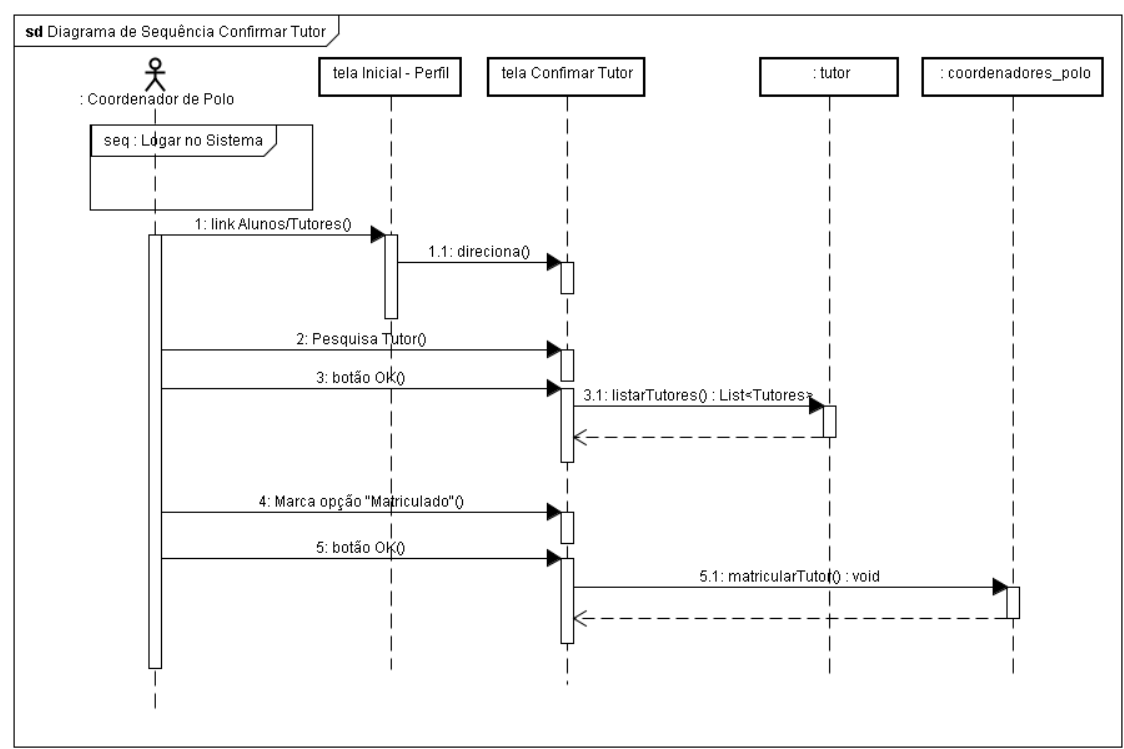 sd Diagrama de Sequência Confirmar Tutor
: Coordenador de Polo
tela Inicial - Perfil
tela Confimar Tutor
: tutor
: coordenadores_polo
seq : Logar no Sistema
1: link Alunos/Tutores()
1.1: direciona()
2: Pesquisa Tutor()
3: botão OK()
3.1: listarTutores() : List<Tutores>
4: Marca opção "Matriculado"()
5: botão OK()
5.1: matricularTutor() : void